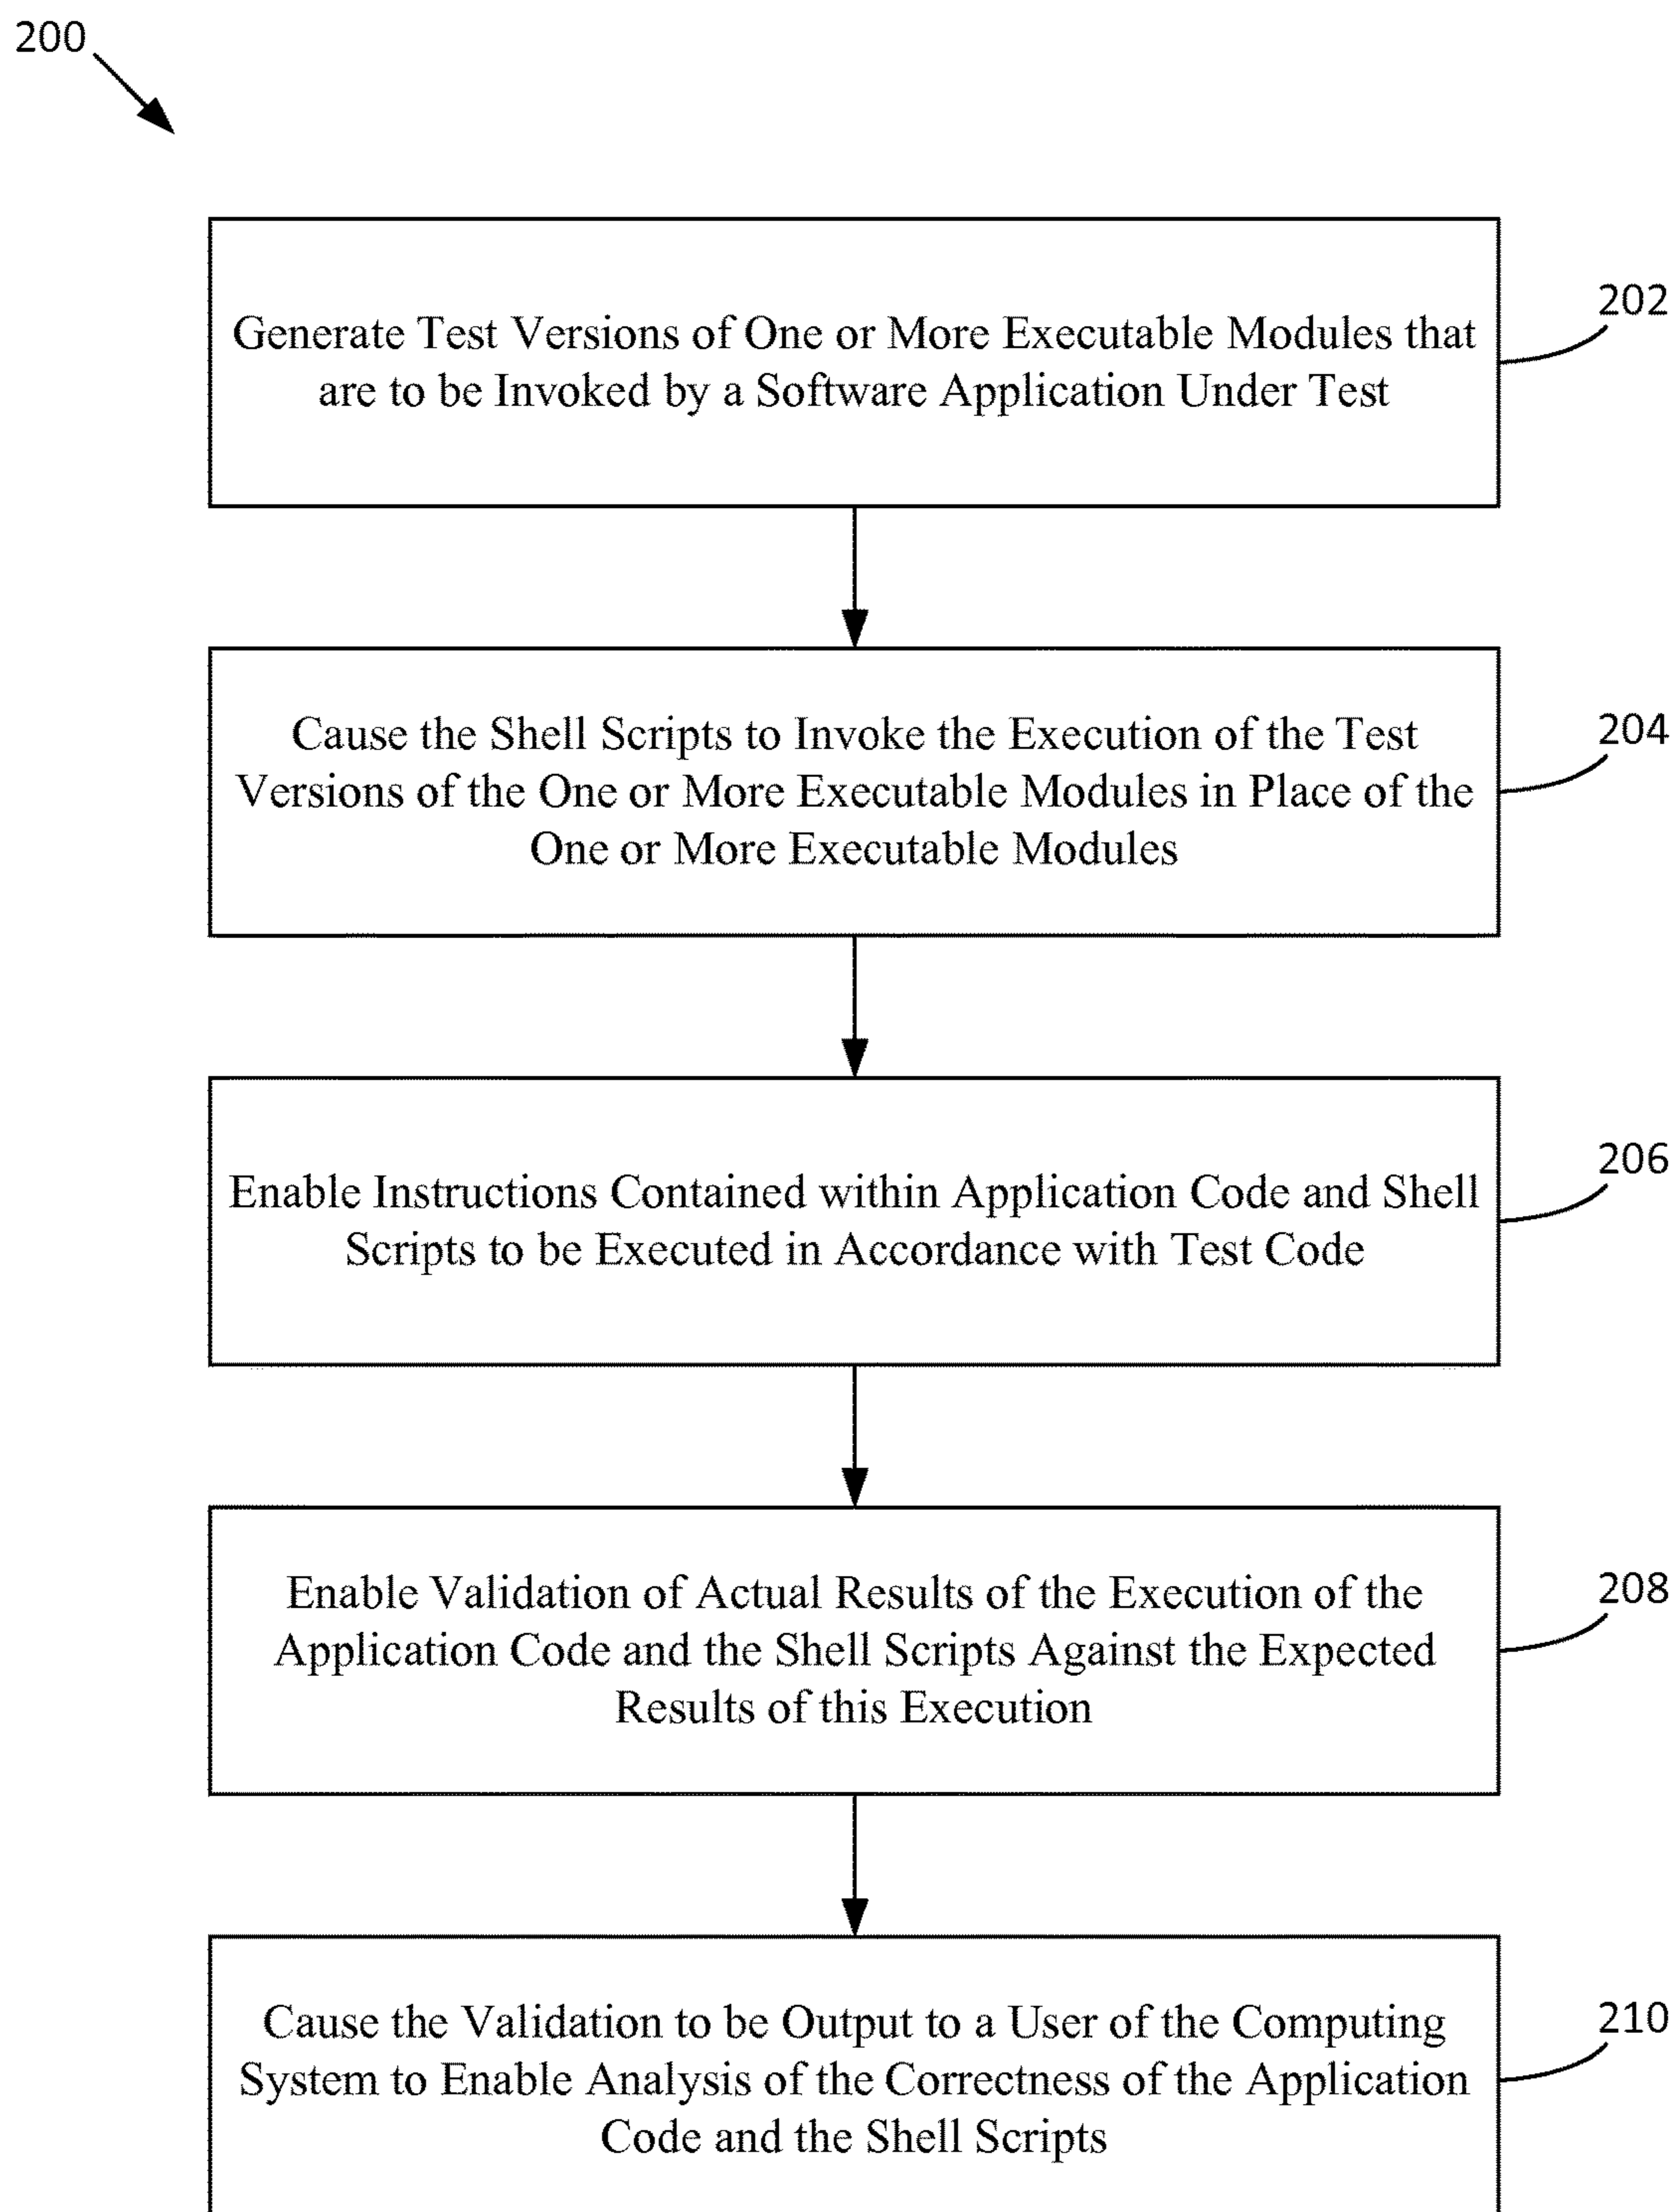 200
Generate Test Versions of One or More Executable Modules that
are to be Invoked by a Software Application Under Test
202
Cause the Shell Scripts to Invoke the Execution of the Test
Versions of the One or More Executable Modules in Place of the
One or More Executable Modules
204
Enable Instructions Contained within Application Code and Shell
Scripts to be Executed in Accordance with Test Code
206
Enable Validation of Actual Results of the Execution of the
Application Code and the Shell Scripts Against the Expected
Results of this Execution
208
Cause the Validation to be Output to a User of the Computing
System to Enable Analysis of the Correctness of the Application
Code and the Shell Scripts
210